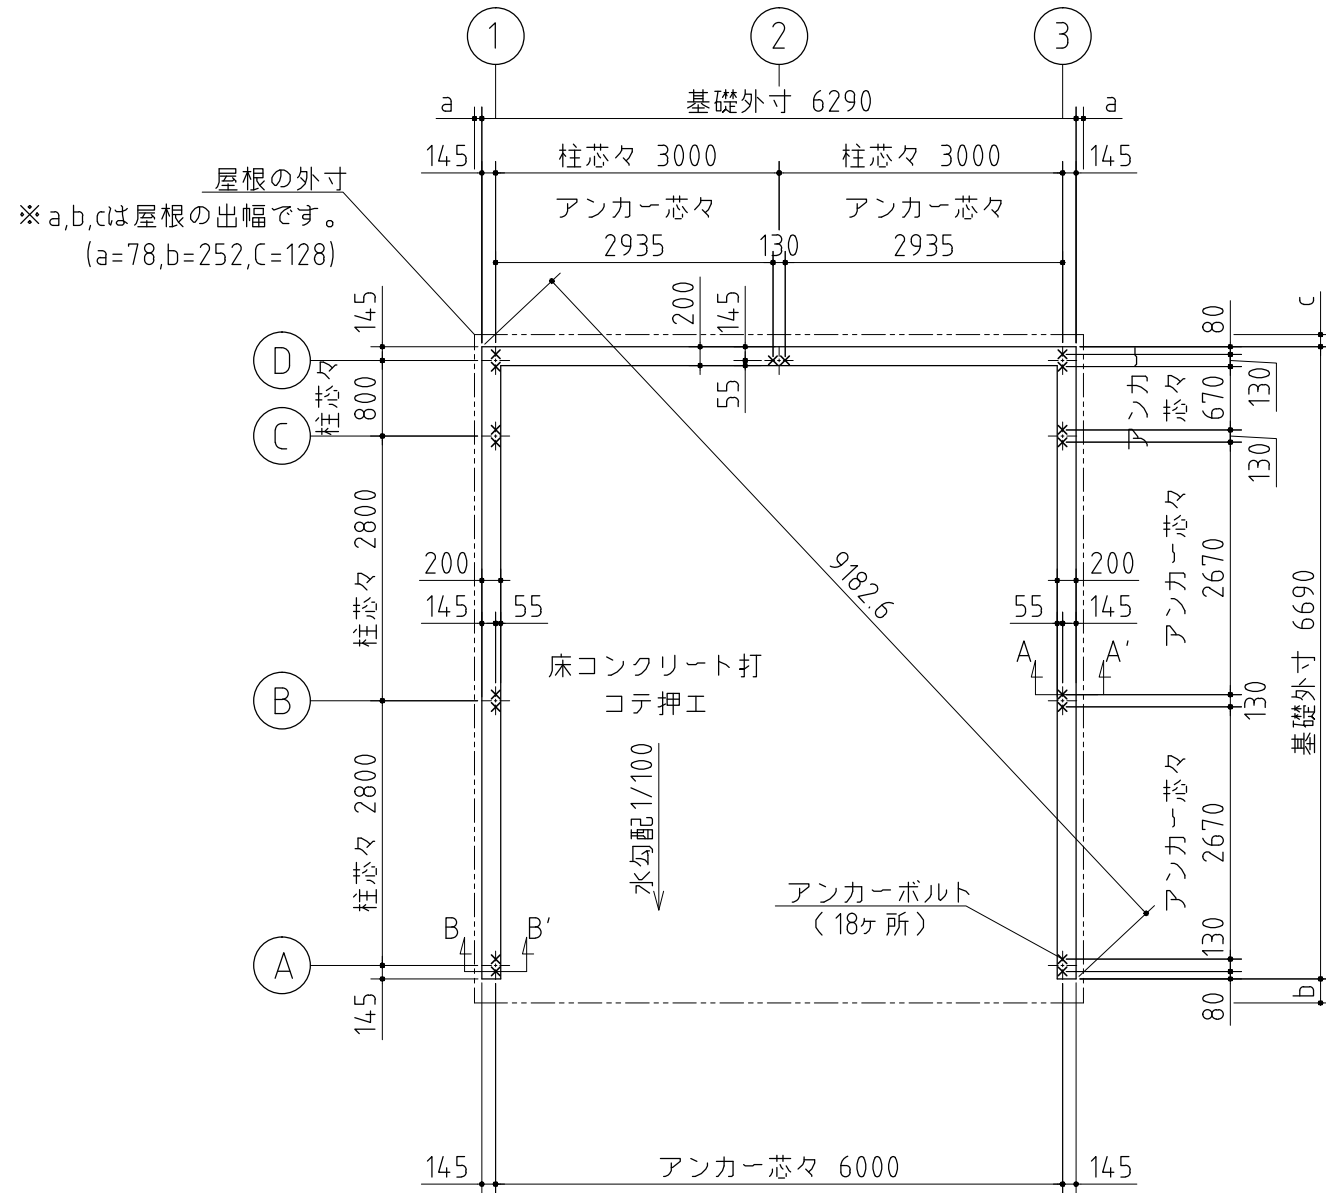 1
2
3
a
基礎外寸 6290
a
145
柱芯々 3000
柱芯々 3000
145
屋根の外寸
※a,b,cは屋根の出幅です。
(a=78,b=252,C=128)
アンカー芯々
2935
130
アンカー芯々
2935
145
200
145
55
c
80
D
柱芯々
800
アンカー
芯々
670
130
C
130
柱芯々 2800
アンカー芯々
2670
200
200
145
55
55
145
9182.6
基礎外寸 6690
床コンクリート打
コテ押エ
A
A'
B
130
水勾配1/100
柱芯々 2800
アンカー芯々
2670
アンカーボルト
(18ヶ所)
B
B'
130
A
145
80
b
145
アンカー芯々 6000
145